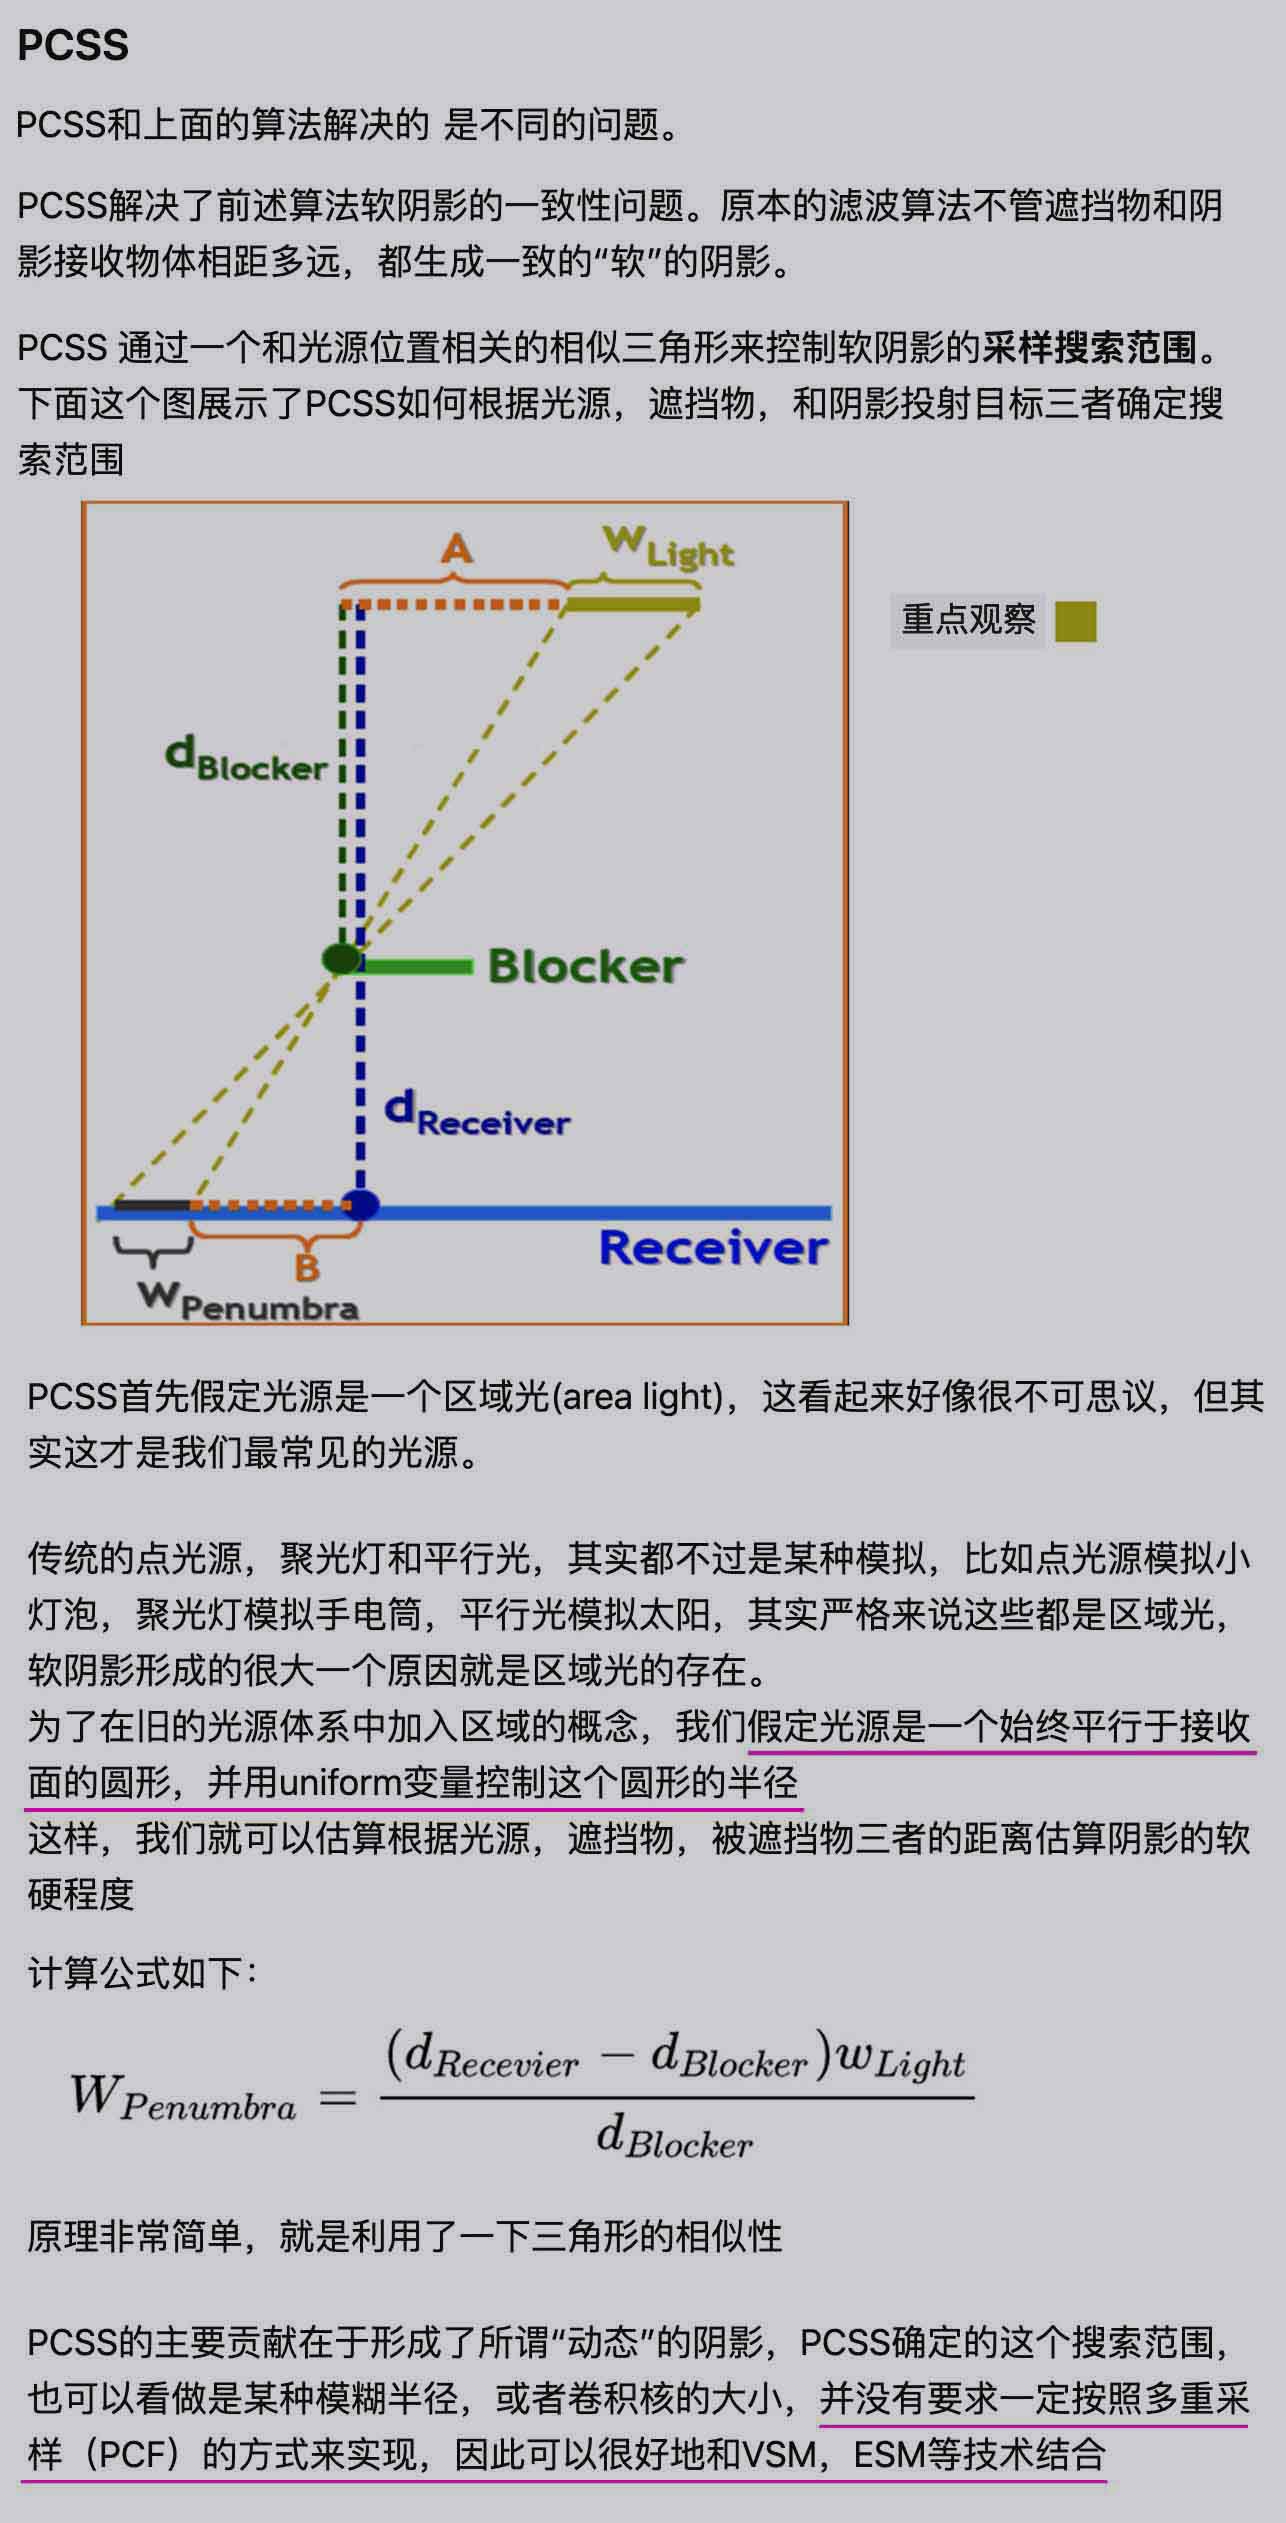 PCSS
PCSS和上面的算法解决的 是不同的问题。
PCSS解决了前述算法软阴影的一致性问题。原本的滤波算法不管遮挡物和阴
影接收物体相距多远，都生成一致的“软”的阴影。
PCSS 通过一个和光源位置相关的相似三角形来控制软阴影的采样搜索范围。
下面这个图展示了PCSS如何根据光源，遮挡物，和阴影投射目标三者确定搜
索范围
A
wLight
重点观察
dBlocker
Blocker
dReceiver
Receiver
B
wPenumbra
PCSS首先假定光源是一个区域光(area light)，这看起来好像很不可思议，但其
实这才是我们最常见的光源。
传统的点光源，聚光灯和平行光，其实都不过是某种模拟，比如点光源模拟小
灯泡，聚光灯模拟手电筒，平行光模拟太阳，其实严格来说这些都是区域光，
软阴影形成的很大一个原因就是区域光的存在。
为了在旧的光源体系中加入区域的概念，我们假定光源是一个始终平行于接收
面的圆形，并用uniform变量控制这个圆形的半径
这样，我们就可以估算根据光源，遮挡物，被遮挡物三者的距离估算阴影的软
硬程度
计算公式如下：
W_{Penumbra} = \frac{(d_{Recevier} - d_{Blocker})w_{Light}}{d_{Blocker}}
原理非常简单，就是利用了一下三角形的相似性
PCSS的主要贡献在于形成了所谓“动态”的阴影，PCSS确定的这个搜索范围，
也可以看做是某种模糊半径，或者卷积核的大小，并没有要求一定按照多重采
样（PCF）的方式来实现，因此可以很好地和VSM，ESM等技术结合